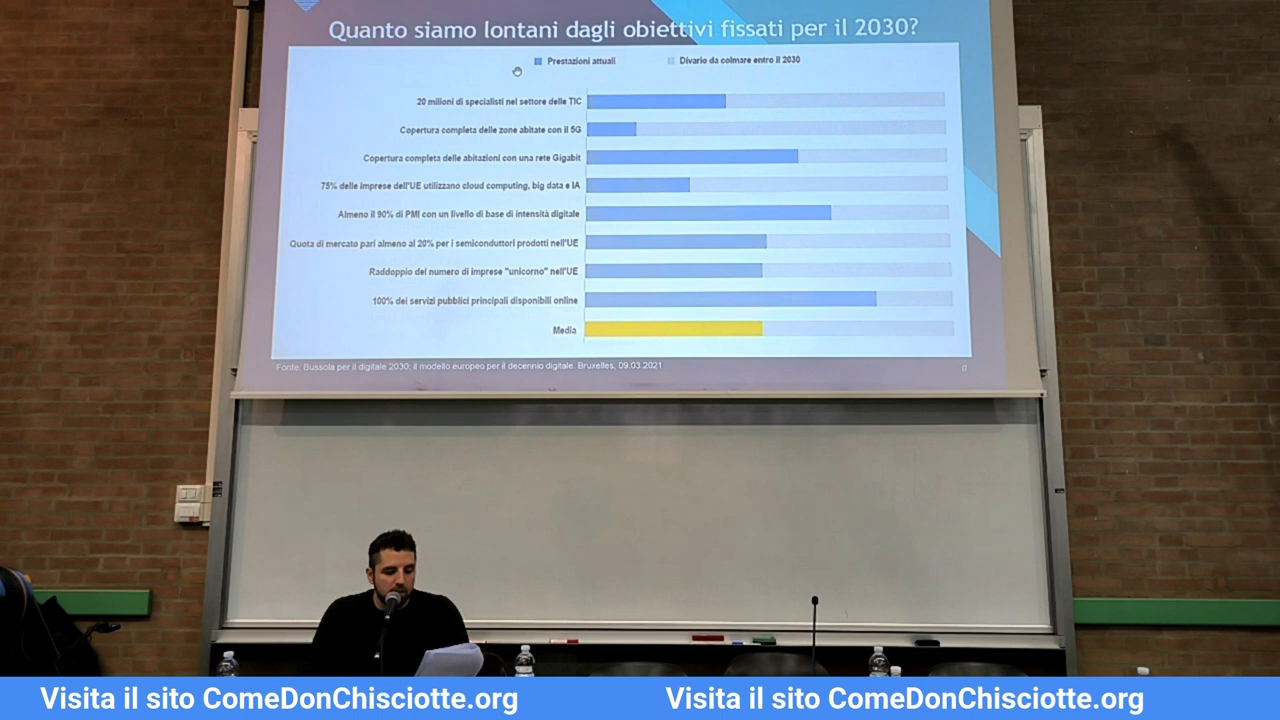 Quanto siamo lontani dagli obiettivi fissati per il 2030?
Prestazioni attuali
Divario da colmare entro il 2030
20 milioni di specialisti nel settore delle TIC
Copertura completa delle zone abitate con il 5G
Copertura completa delle abitazioni con una rete Gigabit
75% delle imprese dell'UE utilizzano cloud computing, big data e IA
Almeno il 90% di PMI con un livello di base di intensità digitale
Quota di mercato pari almeno al 20% per i semiconduttori prodotti nell'UE
Raddoppio del numero di imprese "unicorno" nell'UE
100% dei servizi pubblici principali disponibili online
Media
Fonte: Bussola per il digitale 2030; il modello europeo per il decennio digitale. Bruxelles, 09.03.2021
Visita il sito ComeDonChisciotte.org
Visita il sito ComeDonChisciotte.org